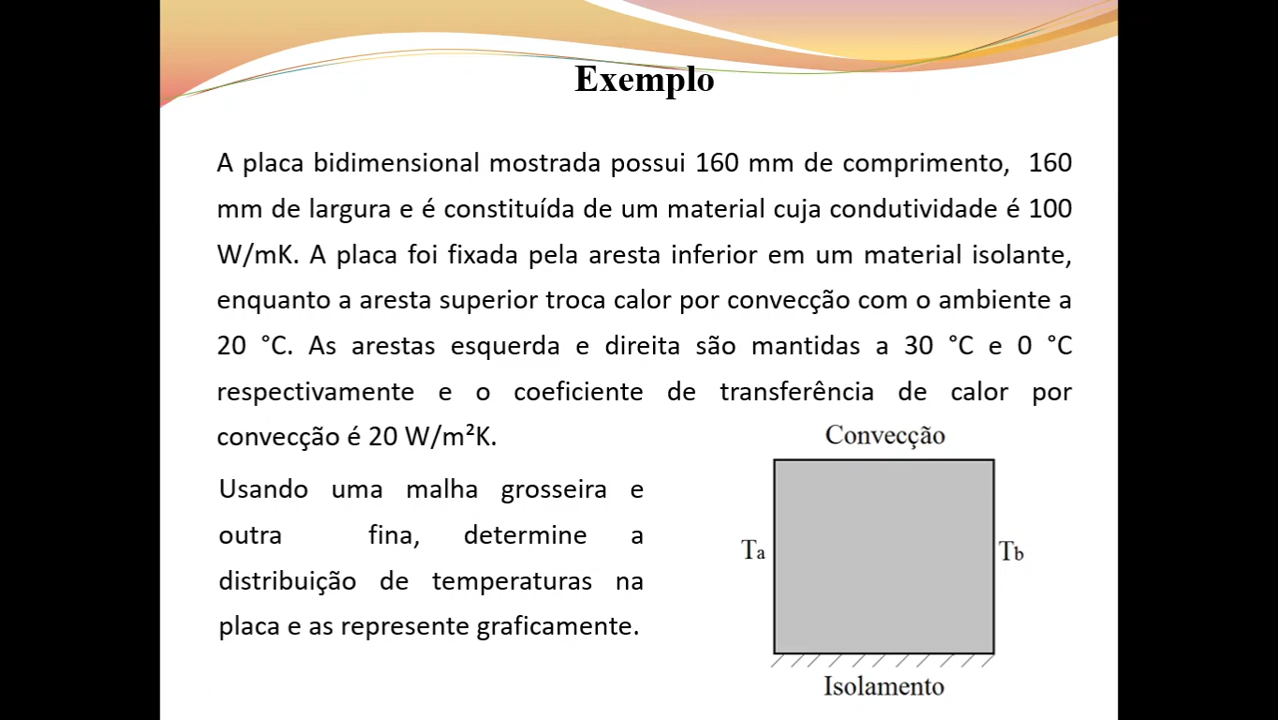 Exemplo
A placa bidimensional mostrada possui 160 mm de comprimento, 160
mm de largura e é constituída de um material cuja condutividade é 100
W/mK. A placa foi fixada pela aresta inferior em um material isolante,
enquanto a aresta superior troca calor por convecção com o ambiente a
20 °C. As arestas esquerda e direita são mantidas a 30 °C e 0 °C
respectivamente e o coeficiente de transferência de calor por
convecção é 20 W/m²K.
Usando uma malha grosseira e
outra fina, determine a
distribuição de temperaturas na
placa e as represente graficamente.
Convecção
Ta
Tb
Isolamento